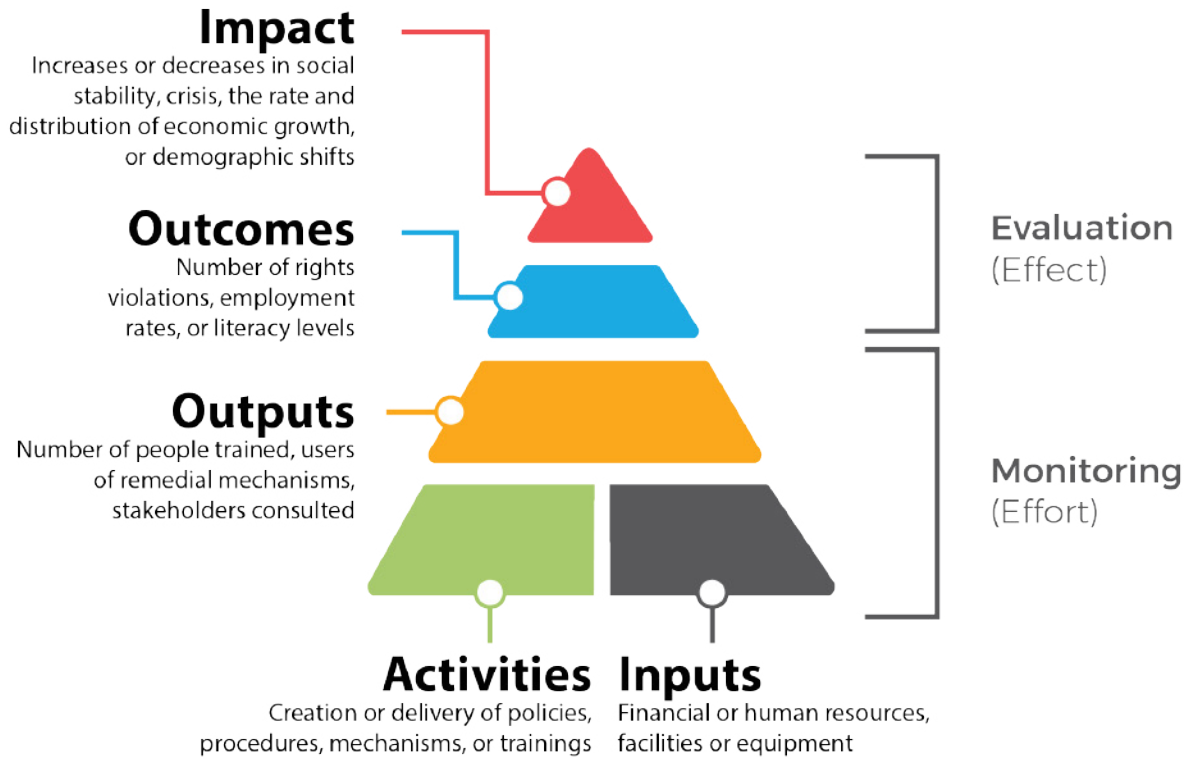 Impact
Increases or decreases in social
stability, crisis, the rate and
distribution of economic growth,
or demographic shifts
Outcomes
Number of rights
violations, employment
rates, or literacy levels
Outputs
Number of people trained, users
of remedial mechanisms,
stakeholders consulted
Activities
Creation or delivery of policies,
procedures, mechanisms, or trainings
Inputs
Financial or human resources,
facilities or equipment
Evaluation
(Effect)
Monitoring
(Effort)